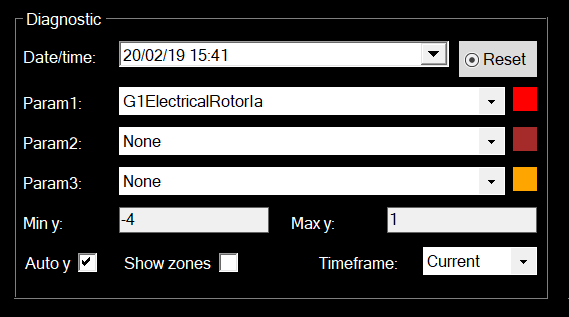 Diagnostic
Date/time: 20/02/19 15:41 Reset
Param1: G1ElectricalRotorIa
Param2: None
Param3: None
Min y: -4 Max y: 1
Auto y Show zones Timeframe: Current